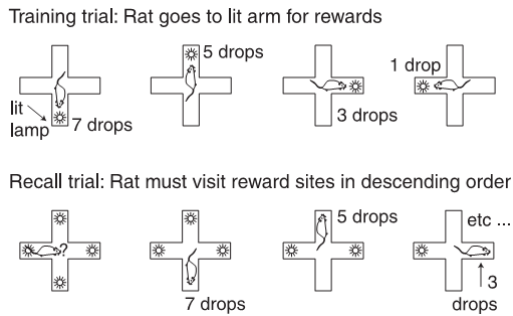 Training trial: Rat goes to lit arm for rewards
5 drops
1 drop
lit
lamp
7 drops
3 drops
Recall trial: Rat must visit reward sites in descending order
?
5 drops
etc ...
7 drops
3
drops